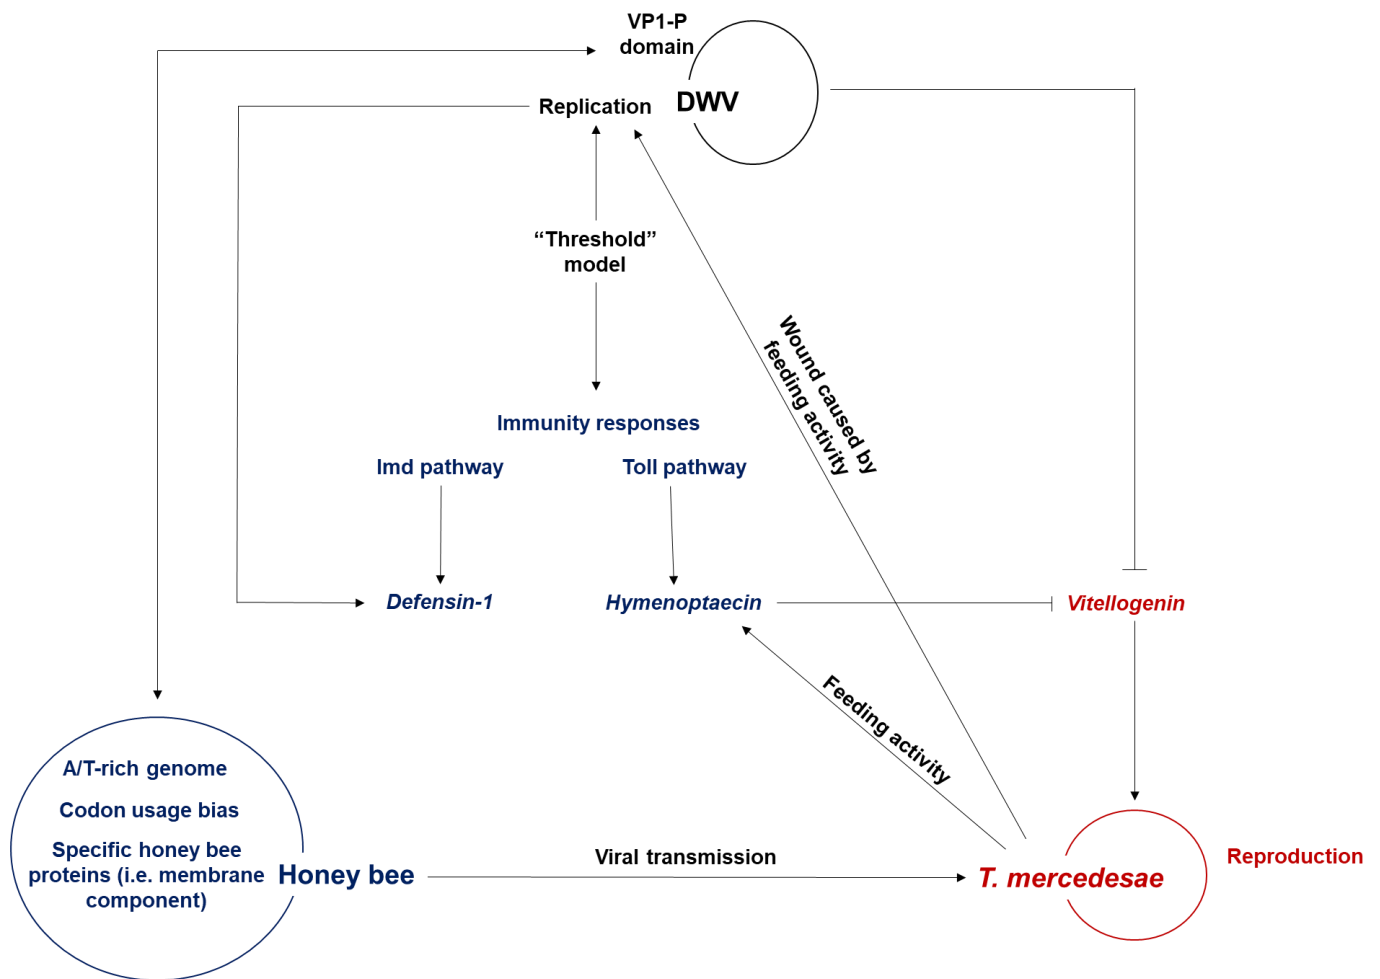 VP1-P
domain
DWV
Replication
“Threshold”
model
Wound caused by
feeding activity
Immunity responses
Imd pathway
Toll pathway
Defensin-1
Hymenoptaecin
Vitellogenin
Feeding activity
A/T-rich genome
Codon usage bias
Specific honey bee
proteins (i.e. membrane
component)
Honey bee
Viral transmission
T. mercedesae
Reproduction